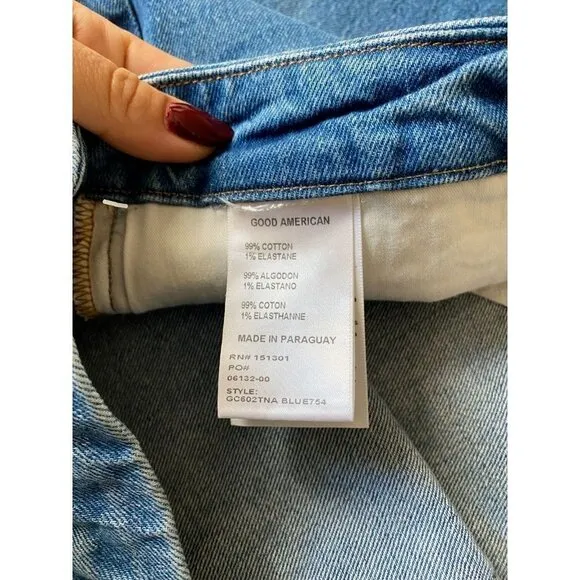 GOOD AMERICAN
99% COTTON
1% ELASTANE
99% ALGODON
1% ELASTANO
99% COTON
1% ELASTHANNE
MADE IN PARAGUAY
RN# 151301
PO#
06132-00
STYLE:
GC602TNA BLUE754